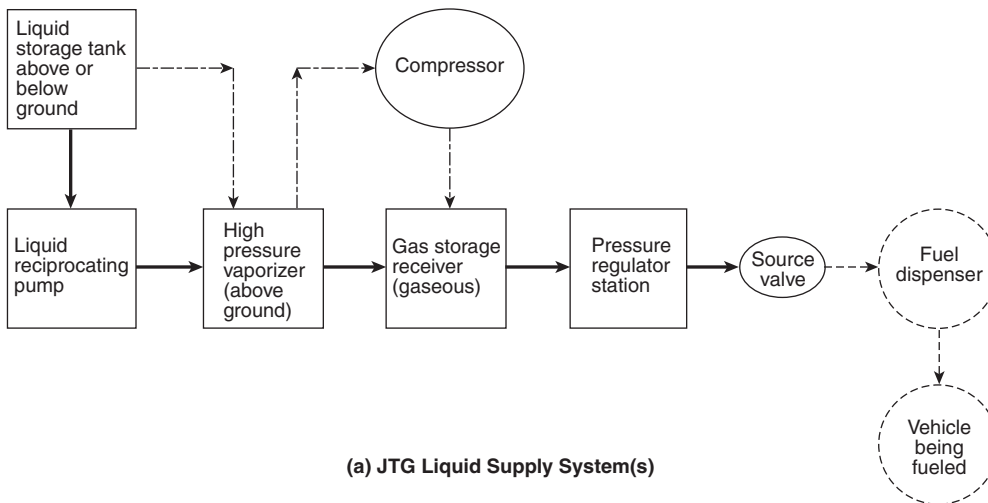 Liquid
storage tank
above or
below
ground
Compressor
Liquid
reciprocating
pump
High
pressure
vaporizer
(above
ground)
Gas storage
receiver
(gaseous)
Pressure
regulator
station
Source
valve
Fuel
dispenser
Vehicle
being
fueled
(a) JTG Liquid Supply System(s)